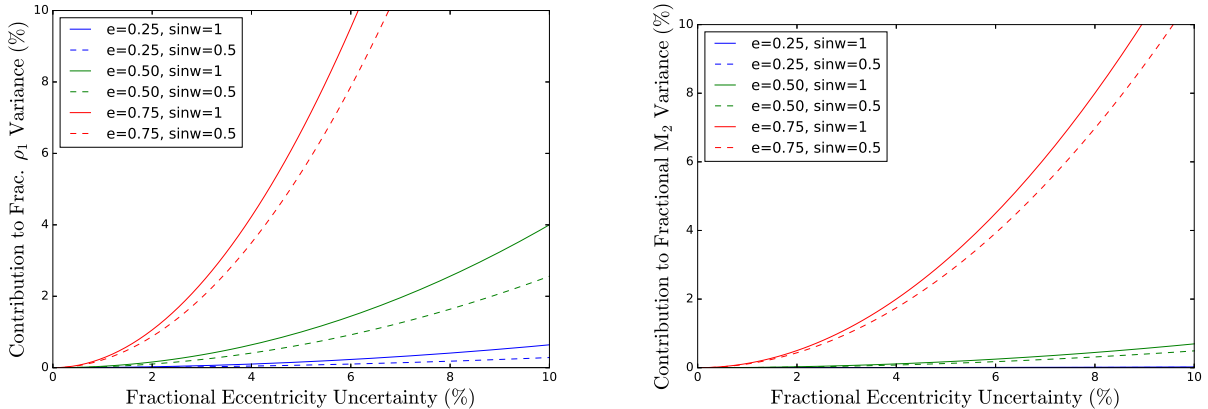 Contribution to Frac. ρ₁ Variance (%)
10
8
6
4
2
0
e=0.25, sinw=1
e=0.25, sinw=0.5
e=0.50, sinw=1
e=0.50, sinw=0.5
e=0.75, sinw=1
e=0.75, sinw=0.5
0 2 4 6 8 10
Fractional Eccentricity Uncertainty (%)
Contribution to Fractional M₂ Variance (%)
10
8
6
4
2
0
e=0.25, sinw=1
e=0.25, sinw=0.5
e=0.50, sinw=1
e=0.50, sinw=0.5
e=0.75, sinw=1
e=0.75, sinw=0.5
0 2 4 6 8 10
Fractional Eccentricity Uncertainty (%)